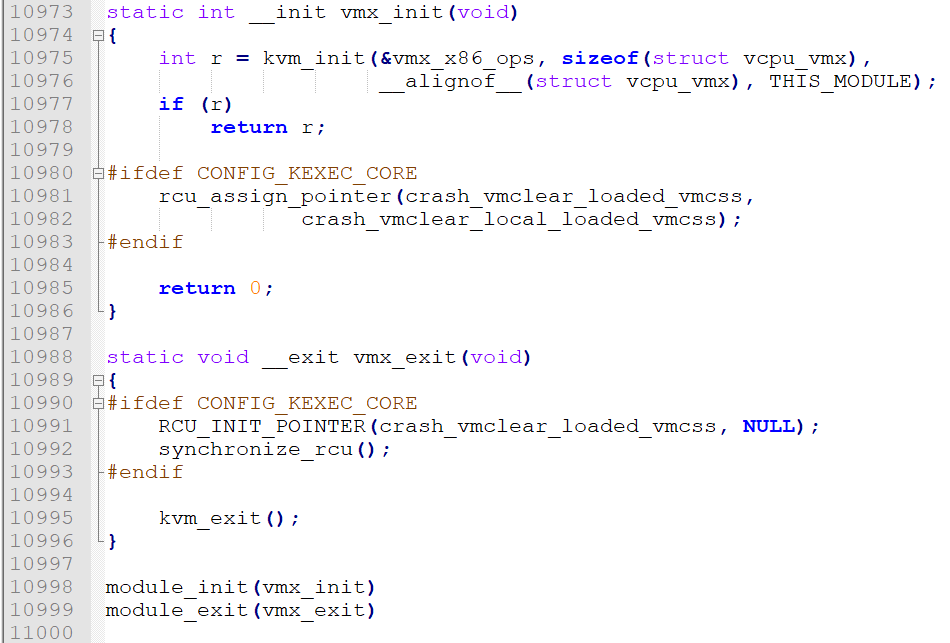 10973 static int __init vmx_init(void)
10974 {
10975     int r = kvm_init(&vmx_x86_ops, sizeof(struct vcpu_vmx),
10976                      __alignof__(struct vcpu_vmx), THIS_MODULE);
10977     if (r)
10978         return r;
10979
10980 #ifdef CONFIG_KEXEC_CORE
10981     rcu_assign_pointer(crash_vmclear_loaded_vmcss,
10982                crash_vmclear_local_loaded_vmcss);
10983 #endif
10984
10985     return 0;
10986 }
10987
10988 static void __exit vmx_exit(void)
10989 {
10990 #ifdef CONFIG_KEXEC_CORE
10991     RCU_INIT_POINTER(crash_vmclear_loaded_vmcss, NULL);
10992     synchronize_rcu();
10993 #endif
10994
10995     kvm_exit();
10996 }
10997
10998 module_init(vmx_init)
10999 module_exit(vmx_exit)
11000